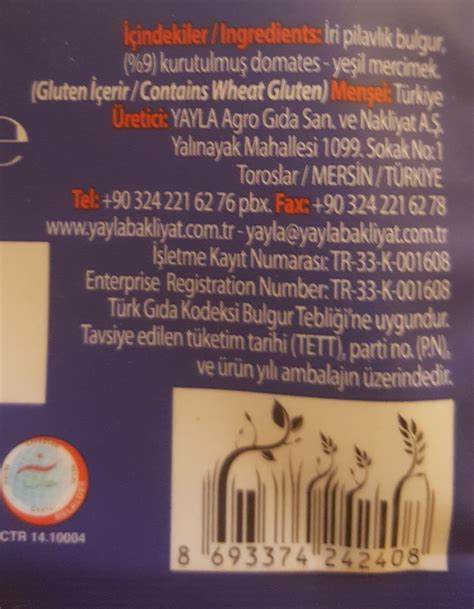 İçindekiler / Ingredients: İri pilavlık bulgur,
(%9) kurutulmuş domates - yeşil mercimek.
(Gluten İçerir / Contains Wheat Gluten) Menşei: Türkiye
Üretici: YAYLA Agro Gıda San. ve Nakliyat A.Ş.
Yalınayak Mahallesi 1099. Sokak No:1
Toroslar / MERSİN / TÜRKİYE
Tel: +90 324 221 62 76 pbx. Fax: +90 324 221 62 78
www.yaylabakliyat.com.tr - yayla@yaylabakliyat.com.tr
İşletme Kayıt Numarası: TR-33-K-001608
Enterprise Registration Number: TR-33-K-001608
Türk Gıda Kodeksi Bulgur Tebliği'ne uygundur.
Tavsiye edilen tüketim tarihi (TETT), parti no. (P.N),
ve ürün yılı ambalajın üzerindedir.
CTR 14.10004
8 693374 242408